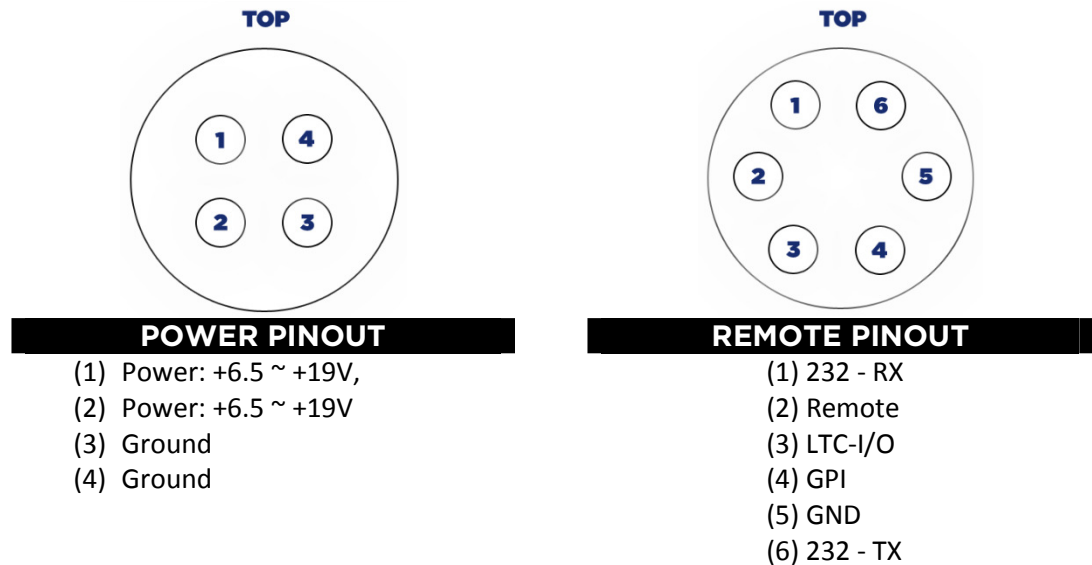 TOP
1
4
2
3
POWER PINOUT
(1) Power: +6.5 ~ +19V,
(2) Power: +6.5 ~ +19V
(3) Ground
(4) Ground
TOP
1
6
2
5
3
4
REMOTE PINOUT
(1) 232 - RX
(2) Remote
(3) LTC-I/O
(4) GPI
(5) GND
(6) 232 - TX